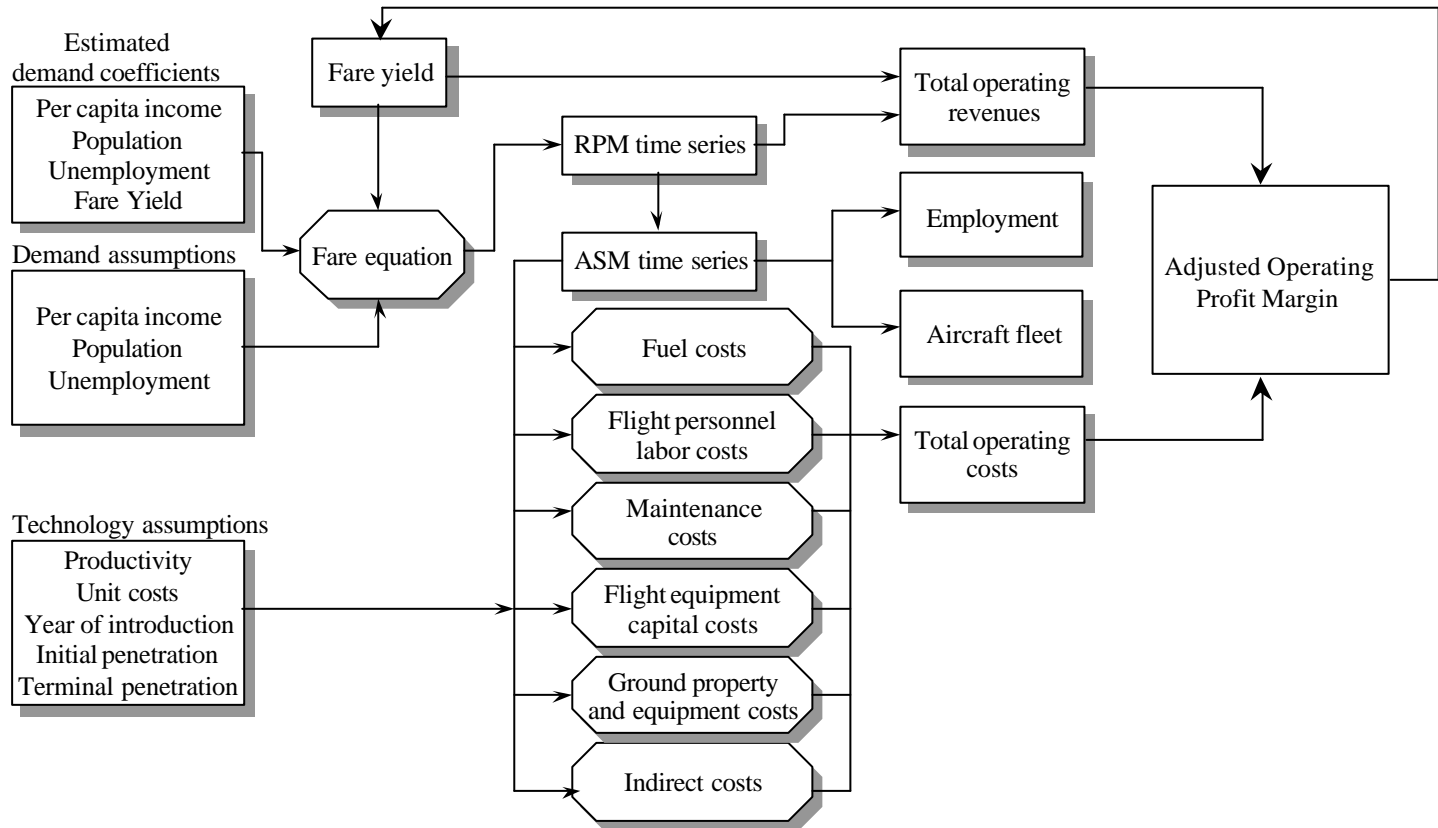 Estimated
demand coefficients
Per capita income
Population
Unemployment
Fare Yield
Demand assumptions
Per capita income
Population
Unemployment
Technology assumptions
Productivity
Unit costs
Year of introduction
Initial penetration
Terminal penetration
Fare yield
Fare equation
RPM time series
ASM time series
Fuel costs
Flight personnel
labor costs
Maintenance
costs
Flight equipment
capital costs
Ground property
and equipment costs
Indirect costs
Total operating
revenues
Employment
Aircraft fleet
Total operating
costs
Adjusted Operating
Profit Margin